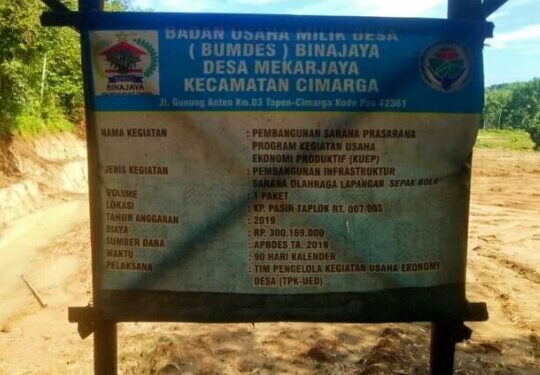 BADAN USAHA MILIK DESA
( BUMDES ) BINAJAYA
DESA MEKARJAYA
KECAMATAN CIMARGA
Jl. Gunung Anten Km.03 Tapen-Cimarga Kode Pos 42361
BINAJAYA
NAMA KEGIATAN : PEMBANGUNAN SARANA PRASARANA
PROGRAM KEGIATAN USAHA
EKONOMI PRODUKTIF (KUEP)
JENIS KEGIATAN : PEMBANGUNAN INFRASTRUKTUR
SARANA OLAHRAGA LAPANGAN SEPAK BOLA
VOLUME : 1 PAKET
LOKASI : KP. PASIR TAPLOK RT. 007/003
TAHUN ANGGARAN : 2019
BIAYA : RP. 300.169.000
SUMBER DANA : APBDES TA. 2019
WAKTU : 90 HARI KALENDER
PELAKSANA : TIM PENGELOLA KEGIATAN USAHA EKONOMI
DESA (TPK-UED)